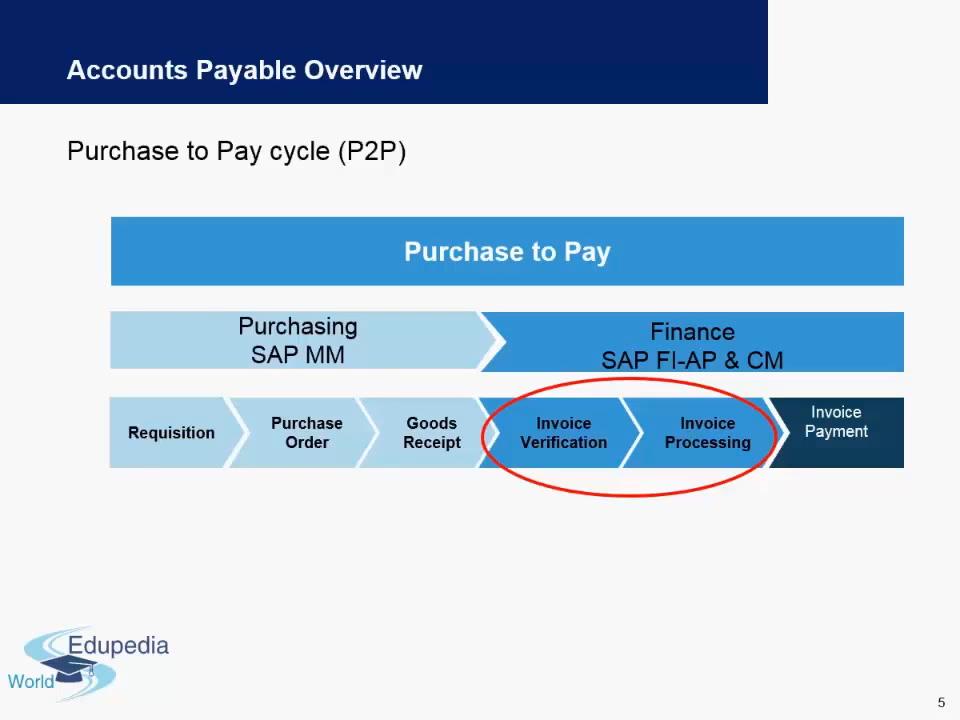 Accounts Payable Overview
Purchase to Pay cycle (P2P)
Purchase to Pay
Purchasing
SAP MM
Finance
SAP FI-AP & CM
Requisition
Purchase
Order
Goods
Receipt
Invoice
Verification
Invoice
Processing
Invoice
Payment
Edupedia
World
5